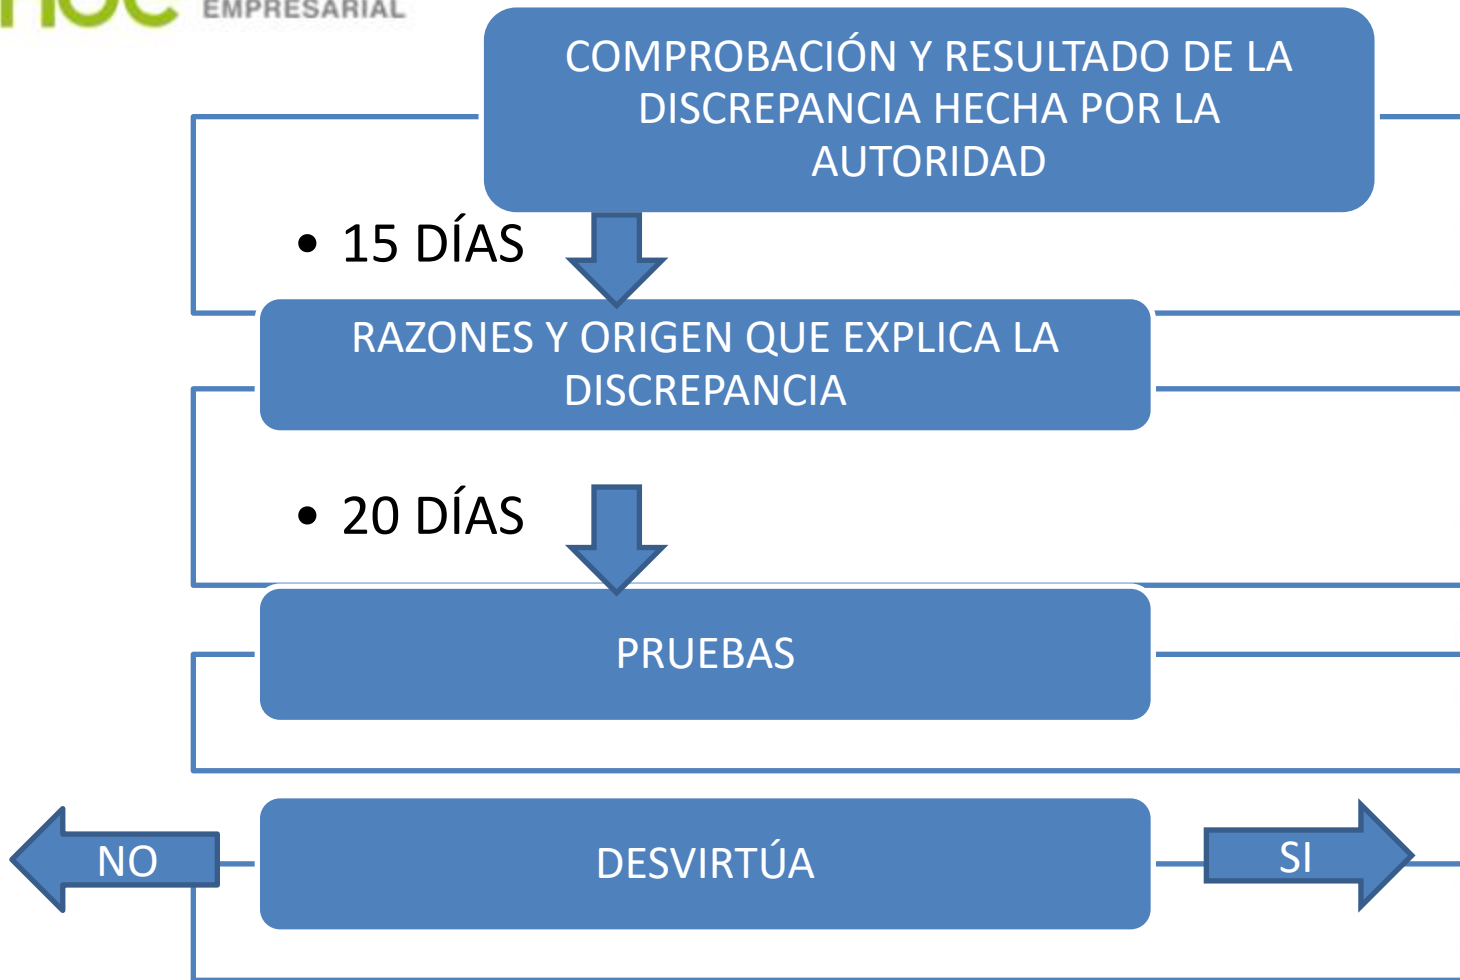 EMPRESARIAL
COMPROBACIÓN Y RESULTADO DE LA
DISCREPANCIA HECHA POR LA
AUTORIDAD
• 15 DÍAS
RAZONES Y ORIGEN QUE EXPLICA LA
DISCREPANCIA
• 20 DÍAS
PRUEBAS
NO
DESVIRTÚA
SI